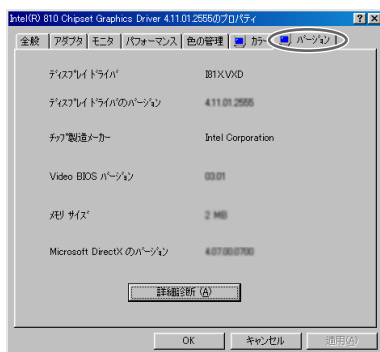 Intel(R) 810 Chipset Graphics Driver 4.11.01.2555のプロパティ
全般 アダプタ モニタ パフォーマンス 色の管理 カラー バージョン
ディスプレイ ドライバ I81XVXD
ディスプレイ ドライバのバージョン 4.11.01.2555
チップ製造メーカー Intel Corporation
Video BIOS バージョン
メモリ サイズ 2 MB
Microsoft DirectX のバージョン 4.07.00.0700
詳細診断 (A)
OK キャンセル 適用(A)